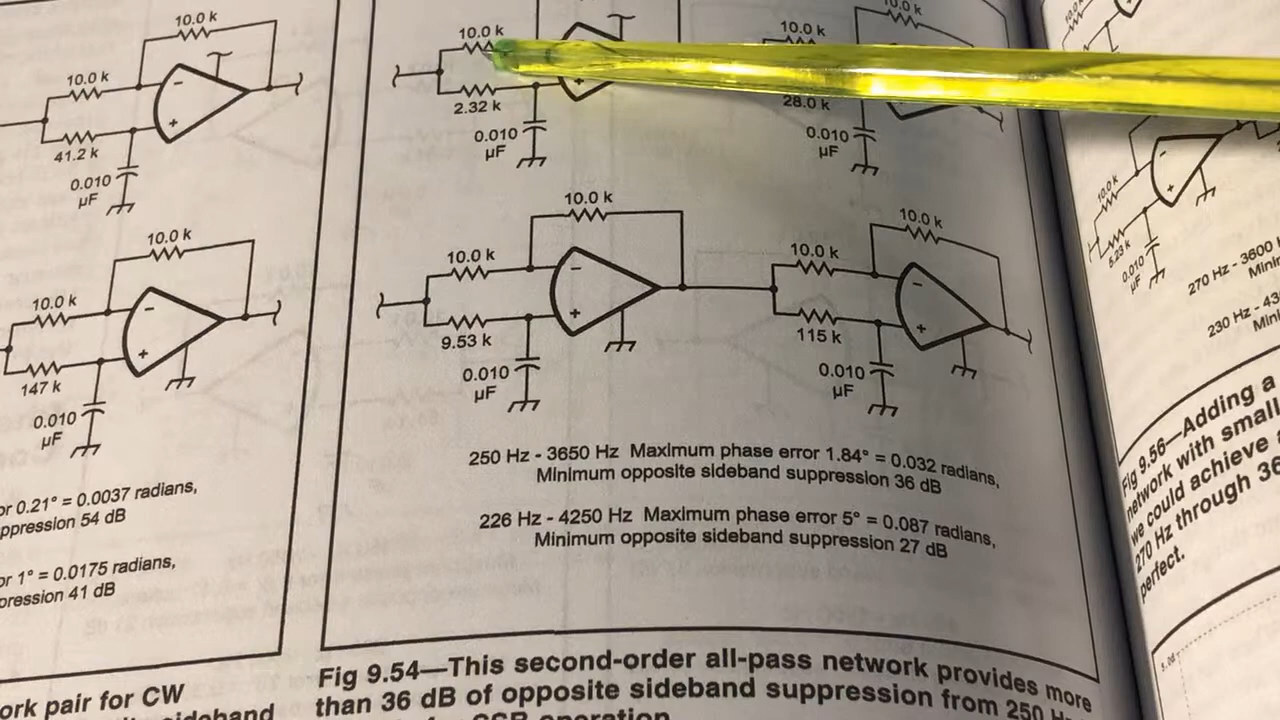 10.0 k
10.0 k
41.2 k
0.010
µF
10.0 k
10.0 k
147 k
0.010
µF
or 0.21° = 0.0037 radians,
ppression 54 dB
or 1° = 0.0175 radians,
pression 41 dB
ork pair for CW
10.0 k
2.32 k
0.010
µF
10.0 k
28.0 k
0.010
µF
10.0 k
10.0 k
9.53 k
0.010
µF
10.0 k
10.0 k
115 k
0.010
µF
250 Hz - 3650 Hz Maximum phase error 1.84° = 0.032 radians,
Minimum opposite sideband suppression 36 dB
226 Hz - 4250 Hz Maximum phase error 5° = 0.087 radians,
Minimum opposite sideband suppression 27 dB
Fig 9.54—This second-order all-pass network provides more
than 36 dB of opposite sideband suppression from 250
10.0 k
0.010
µF
270 Hz - 3600
230 Hz - 43
Fig 9.56—Adding a
network with small
we could achieve
270 Hz through 36
perfect.